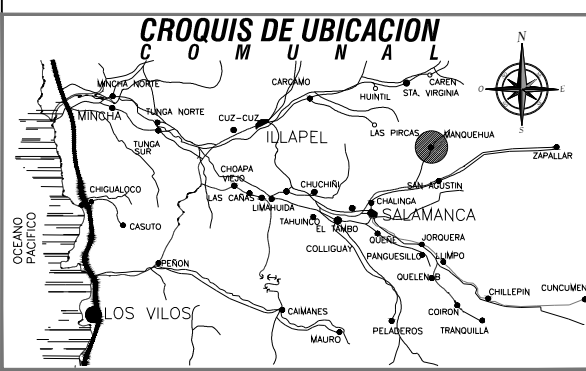 CROQUIS DE UBICACION
C O M U N A L
N
MINCHA NORTE
CARCAMO
CAREN
HUINTIL
STA. VIRGINIA
O
E
S
MINCHA
TUNGA NORTE
CUZ-CUZ
ILLAPEL
LAS PIRCAS
MANQUEHUA
TUNGA
SUR
ZAPALLAR
CHOAPA
VIEJO
CHUCHIÑI
SAN AGUSTIN
CHIGUALOCO
LAS CAÑAS
LIMAHUIDA
CHALINGA
TAHUINCO
SALAMANCA
CASUTO
EL TAMBO
QUEÑE
JORQUERA
COLLIGUAY
PANGUESILLO
LLIMPO
OCEANO
PACIFICO
PEÑON
QUELEN B
CHILLEPIN
CUNCUMEN
LOS VILOS
CAIMANES
COIRON
MAURO
PELADEROS
TRANQUILLA